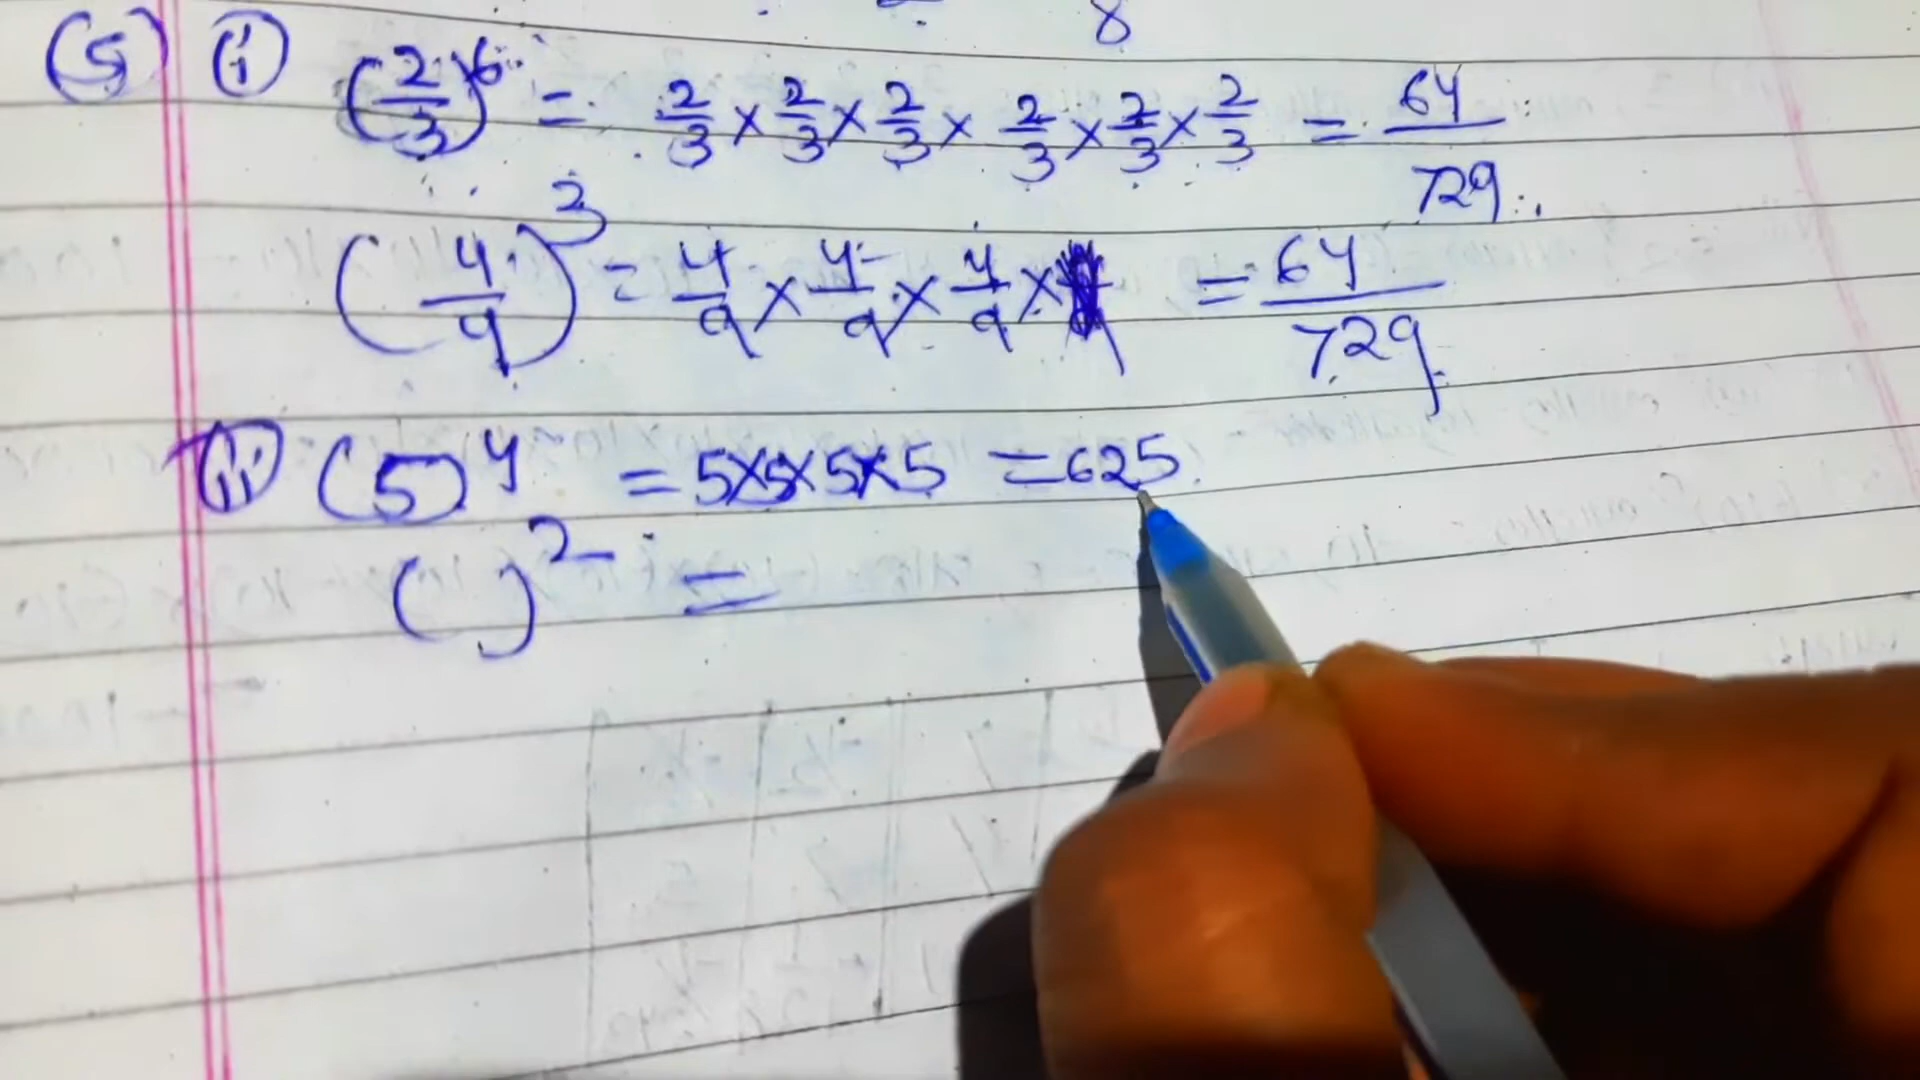 8
(5) (i) (2/3)^6 = 2/3 × 2/3 × 2/3 × 2/3 × 2/3 × 2/3 = 64/729
(4/9)^3 = 4/9 × 4/9 × 4/9 × = 64/729
(ii) (5)^4 = 5×5×5×5 = 625
( )^2 =